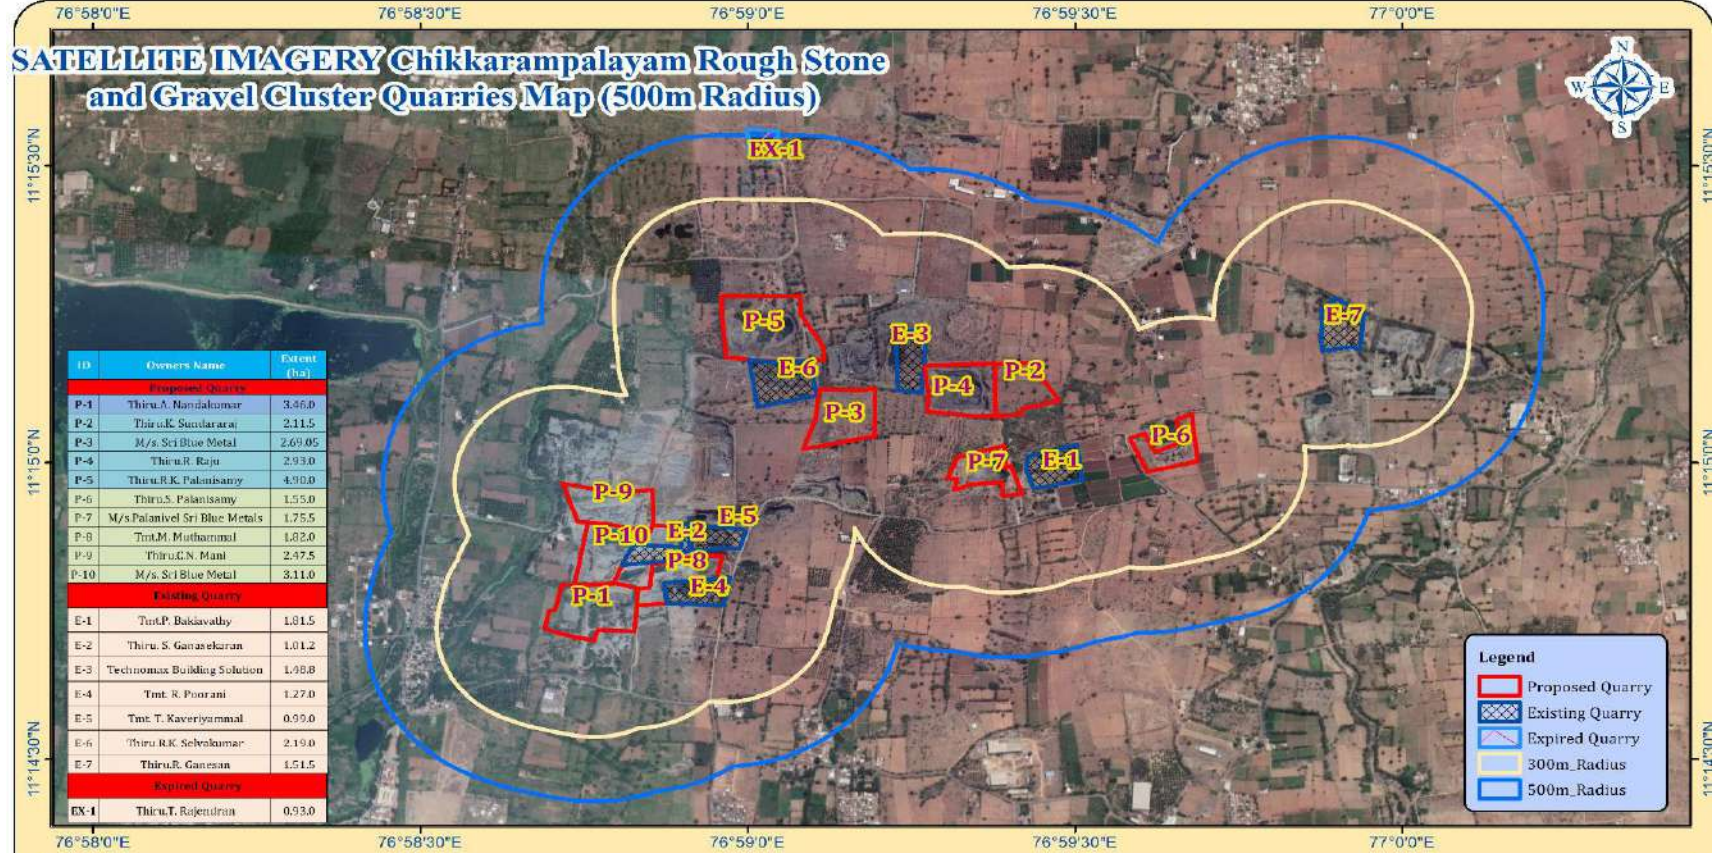 76°58'0"E 76°58'30"E 76°59'0"E 76°59'30"E 77°0'0"E
SATELLITE IMAGERY Chikkarampalayam Rough Stone
and Gravel Cluster Quarries Map (500m Radius)
N
W E
S
11°15'30"N
11°15'30"N
EX-1
P-5
E-3
E-7
E-6
P-4
P-2
P-3
P-6
P-7
E-1
P-9
E-5
P-10
E-2
P-8
E-4
P-1
11°15'0"N
11°15'0"N
ID Owners Name Extent (ha)
Proposed Quarry
P-1 Thiru.A. Nandakumar 3.46.0
P-2 Thiru.K. Sundararaj 2.11.5
P-3 M/s. Sri Blue Metal 2.69.05
P-4 Thiru.R. Raju 2.93.0
P-5 Thiru.R.K. Palanisamy 4.90.0
P-6 Thiru.S. Palanisamy 1.55.0
P-7 M/s.Palanivel Sri Blue Metals 1.75.5
P-8 Tmt.M. Muthammal 1.82.0
P-9 Thiru.C.N. Mani 2.47.5
P-10 M/s. Sri Blue Metal 3.11.0
Existing Quarry
E-1 Tmt.P. Bakiavathy 1.81.5
E-2 Thiru. S. Ganasekaran 1.01.2
E-3 Technomax Building Solution 1.48.8
E-4 Tmt. R. Poorani 1.27.0
E-5 Tmt. T. Kaveriyammal 0.99.0
E-6 Thiru.R.K. Selvakumar 2.19.0
E-7 Thiru.R. Ganesan 1.51.5
Expired Quarry
EX-1 Thiru.T. Rajendran 0.93.0
Legend
Proposed Quarry
Existing Quarry
Expired Quarry
300m_Radius
500m_Radius
11°14'30"N
11°14'30"N
76°58'0"E 76°58'30"E 76°59'0"E 76°59'30"E 77°0'0"E